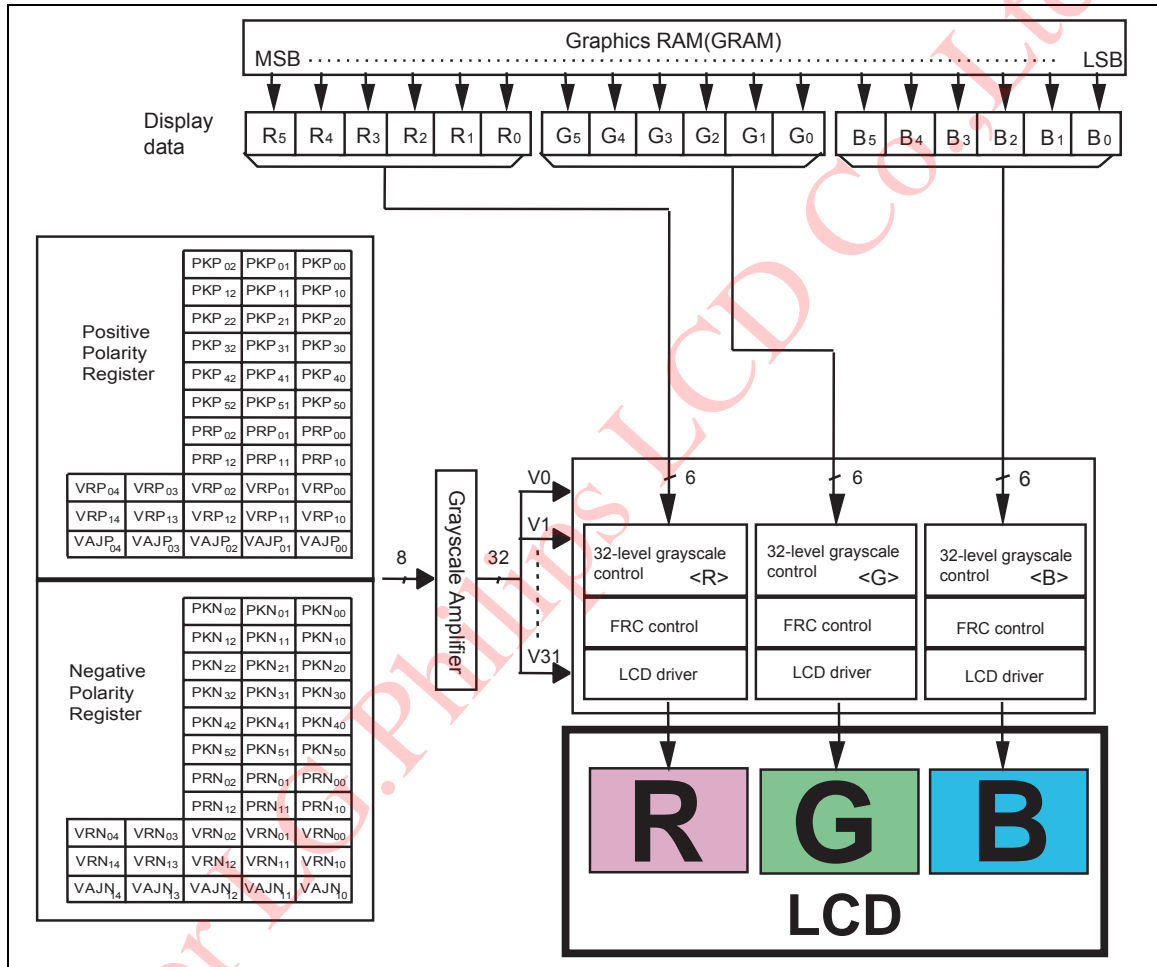 Graphics RAM(GRAM)
MSB LSB
Display
data
R5 R4 R3 R2 R1 R0 G5 G4 G3 G2 G1 G0 B5 B4 B3 B2 B1 B0
Positive
Polarity
Register
PKP02 PKP01 PKP00
PKP12 PKP11 PKP10
PKP22 PKP21 PKP20
PKP32 PKP31 PKP30
PKP42 PKP41 PKP40
PKP52 PKP51 PKP50
PRP02 PRP01 PRP00
PRP12 PRP11 PRP10
VRP04 VRP03 VRP02 VRP01 VRP00
VRP14 VRP13 VRP12 VRP11 VRP10
VAJP04 VAJP03 VAJP02 VAJP01 VAJP00
Negative
Polarity
Register
PKN02 PKN01 PKN00
PKN12 PKN11 PKN10
PKN22 PKN21 PKN20
PKN32 PKN31 PKN30
PKN42 PKN41 PKN40
PKN52 PKN51 PKN50
PRN02 PRN01 PRN00
PRN12 PRN11 PRN10
VRN04 VRN03 VRN02 VRN01 VRN00
VRN14 VRN13 VRN12 VRN11 VRN10
VAJN14 VAJN13 VAJN12 VAJN11 VAJN10
8
Grayscale Amplifier
32
V0
V1
V31
6 6 6
32-level grayscale
control <R>
FRC control
LCD driver
32-level grayscale
control <G>
FRC control
LCD driver
32-level grayscale
control <B>
FRC control
LCD driver
R G B
LCD
LG.Philips LCD Co.,Ltd